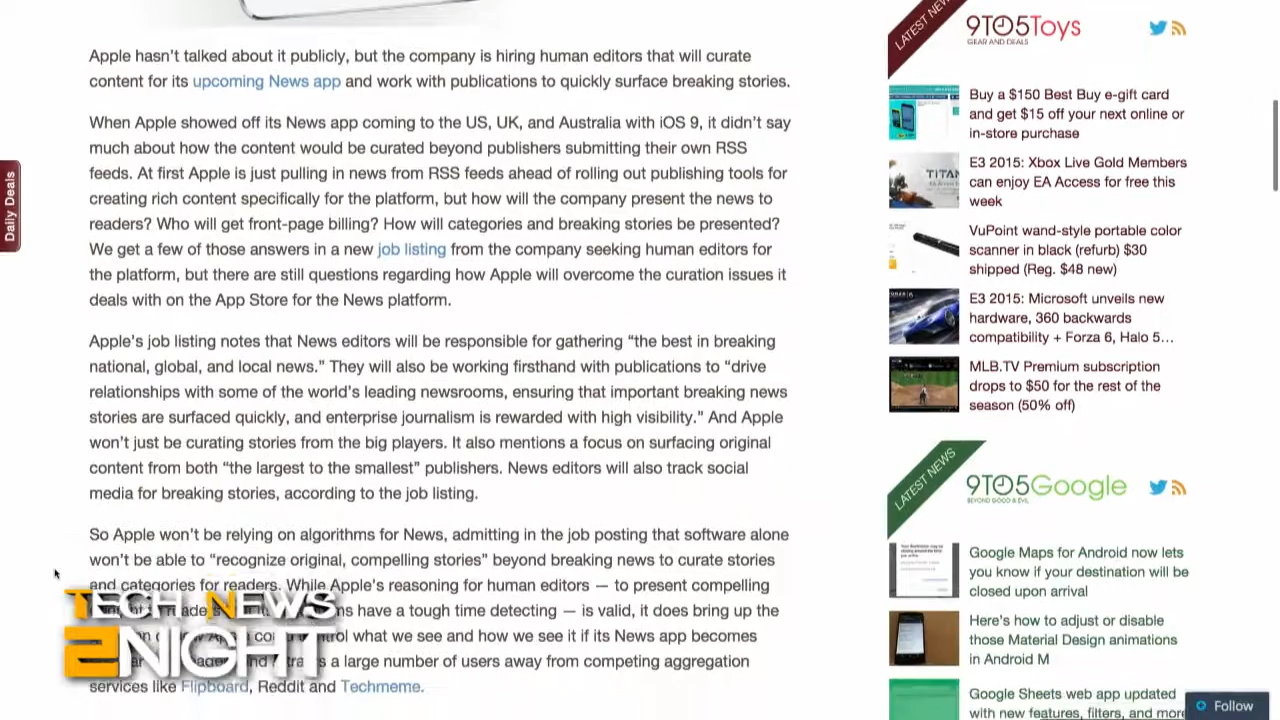 Apple hasn't talked about it publicly, but the company is hiring human editors that will curate
content for its upcoming News app and work with publications to quickly surface breaking stories.
When Apple showed off its News app coming to the US, UK, and Australia with iOS 9, it didn't say
much about how the content would be curated beyond publishers submitting their own RSS
feeds. At first Apple is just pulling in news from RSS feeds ahead of rolling out publishing tools for
creating rich content specifically for the platform, but how will the company present the news to
readers? Who will get front-page billing? How will categories and breaking stories be presented?
We get a few of those answers in a new job listing from the company seeking human editors for
the platform, but there are still questions regarding how Apple will overcome the curation issues it
deals with on the App Store for the News platform.
Apple's job listing notes that News editors will be responsible for gathering “the best in breaking
national, global, and local news.” They will also be working firsthand with publications to “drive
relationships with some of the world's leading newsrooms, ensuring that important breaking news
stories are surfaced quickly, and enterprise journalism is rewarded with high visibility.” And Apple
won't just be curating stories from the big players. It also mentions a focus on surfacing original
content from both “the largest to the smallest” publishers. News editors will also track social
media for breaking stories, according to the job listing.
So Apple won't be relying on algorithms for News, admitting in the job posting that software alone
won't be able to “recognize original, compelling stories” beyond breaking news to curate stories
and categories for readers. While Apple's reasoning for human editors — to present compelling
have a tough time detecting — is valid, it does bring up the
control what we see and how we see it if its News app becomes
a large number of users away from competing aggregation
services like Flipboard, Reddit and Techmeme.
TECH NEWS
2NIGHT
Daily Deals
LATEST NEWS
9TO5Toys
GEAR AND DEALS
Buy a $150 Best Buy e-gift card
and get $15 off your next online or
in-store purchase
E3 2015: Xbox Live Gold Members
can enjoy EA Access for free this
week
VuPoint wand-style portable color
scanner in black (refurb) $30
shipped (Reg. $48 new)
E3 2015: Microsoft unveils new
hardware, 360 backwards
compatibility + Forza 6, Halo 5…
MLB.TV Premium subscription
drops to $50 for the rest of the
season (50% off)
LATEST NEWS
9TO5Google
BEYOND GOOD & EVIL
Google Maps for Android now lets
you know if your destination will be
closed upon arrival
Here's how to adjust or disable
those Material Design animations
in Android M
Google Sheets web app updated
with new features, filters, and more
Follow